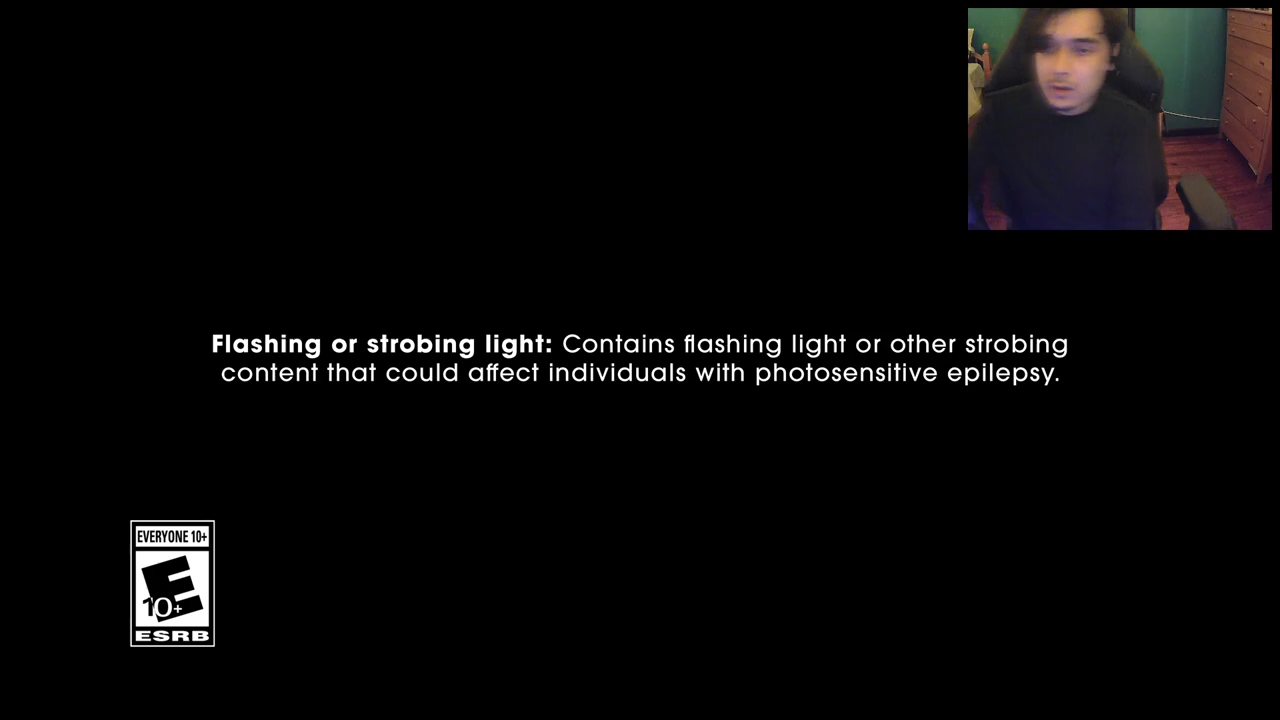 Flashing or strobing light: Contains flashing light or other strobing
content that could affect individuals with photosensitive epilepsy.
EVERYONE 10+
E
10+
ESRB